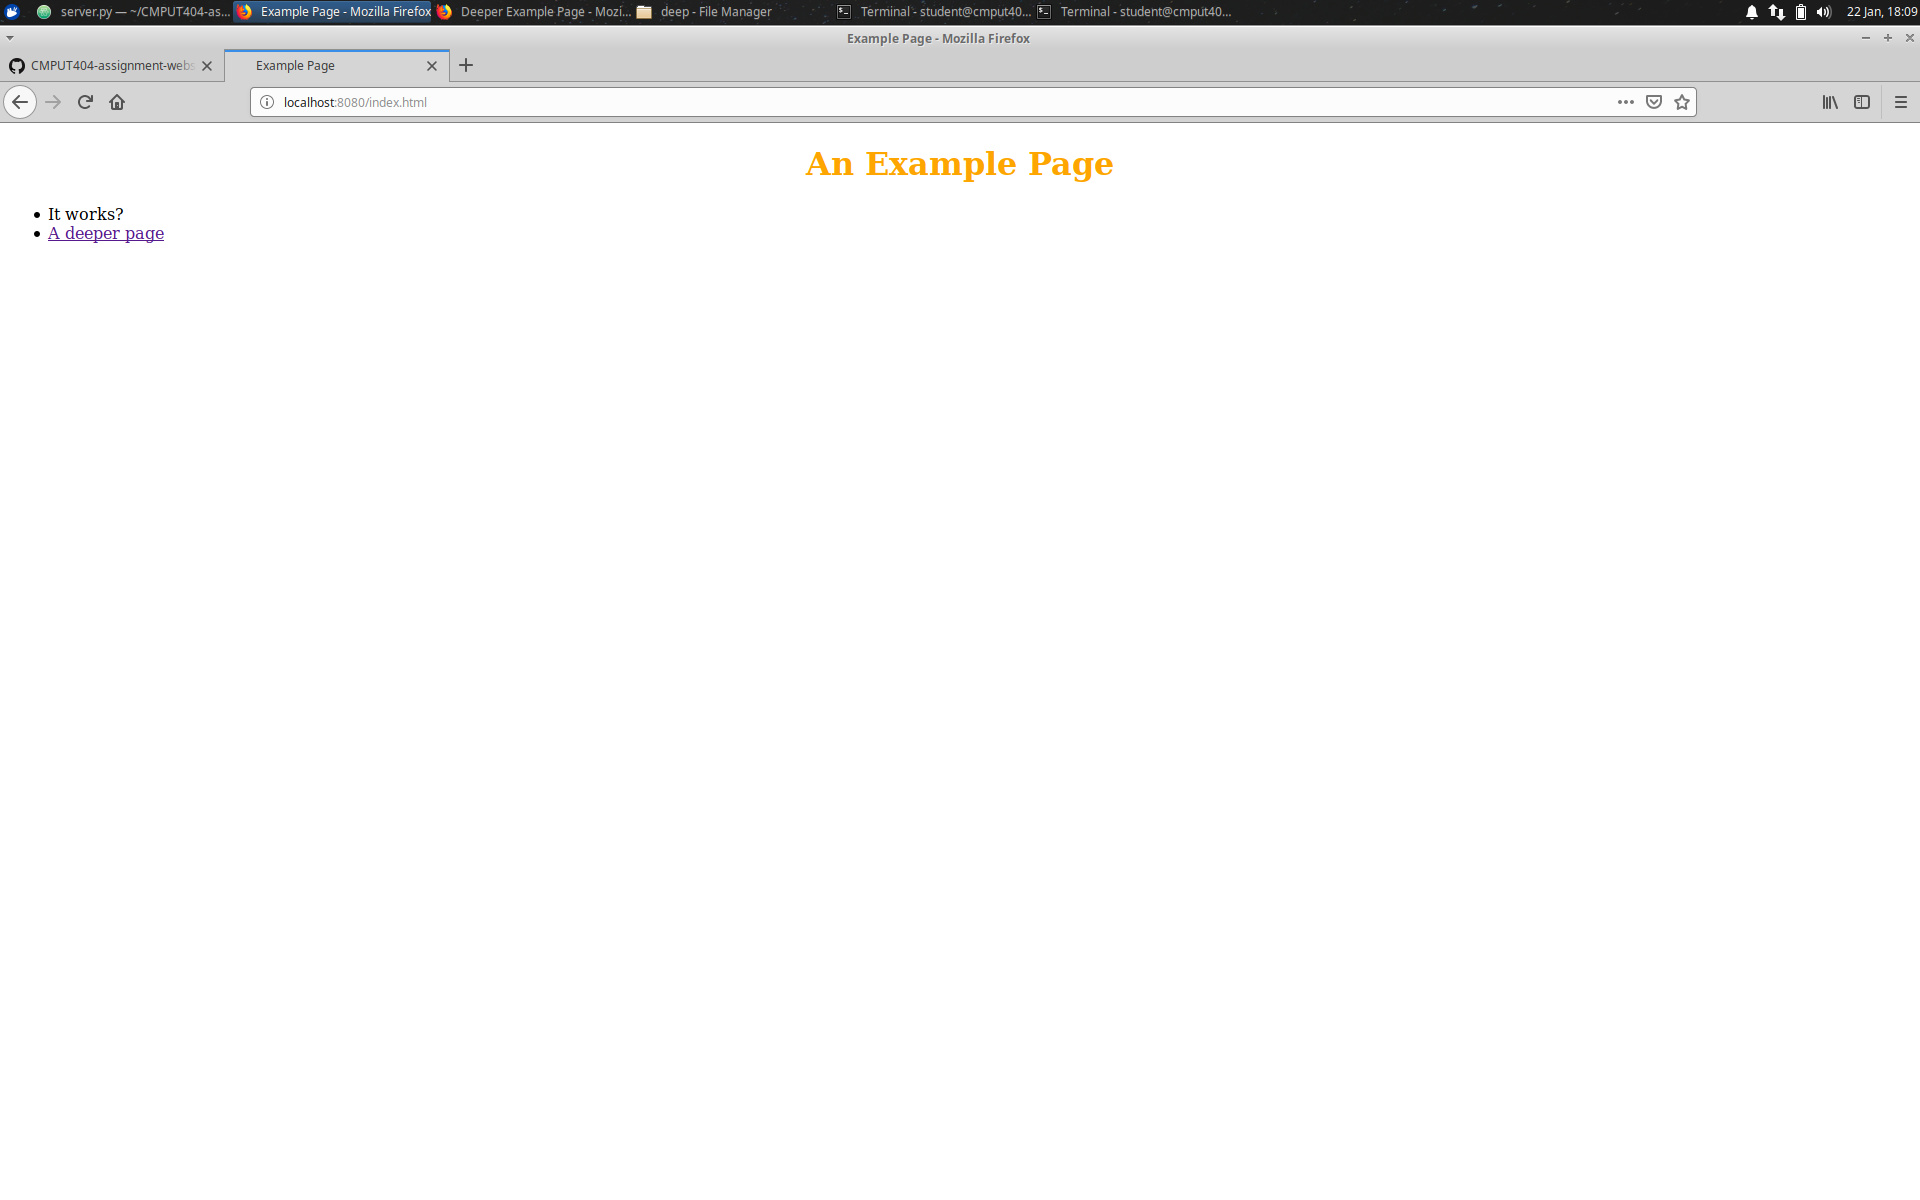 server.py — ~/CMPUT404-as... Example Page - Mozilla Firefox Deeper Example Page - Mozi... deep - File Manager Terminal - student@cmput40... Terminal - student@cmput40... 22 Jan, 18:09
Example Page - Mozilla Firefox
CMPUT404-assignment-webs Example Page
localhost:8080/index.html
An Example Page
It works?
A deeper page